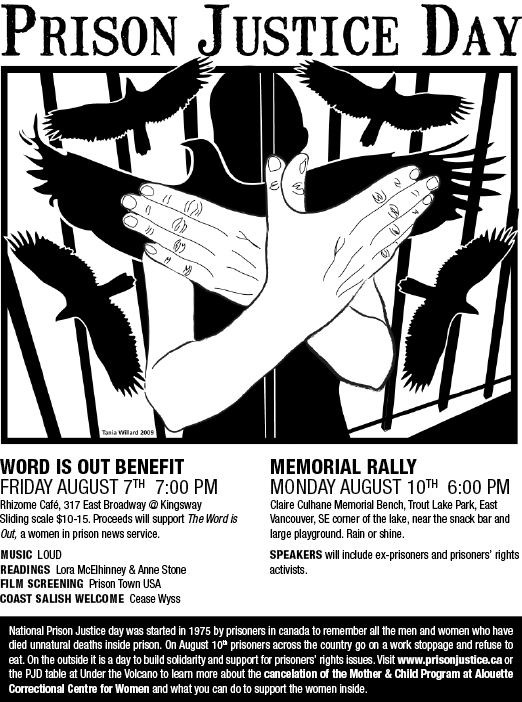 PRISON JUSTICE DAY
Tania Willard 2009
WORD IS OUT BENEFIT
FRIDAY AUGUST 7TH 7:00 PM
Rhizome Café, 317 East Broadway @ Kingsway
Sliding scale $10-15. Proceeds will support The Word is
Out, a women in prison news service.
MUSIC LOUD
READINGS Lora McElhinney & Anne Stone
FILM SCREENING Prison Town USA
COAST SALISH WELCOME Cease Wyss
MEMORIAL RALLY
MONDAY AUGUST 10TH 6:00 PM
Claire Culhane Memorial Bench, Trout Lake Park, East
Vancouver, SE corner of the lake, near the snack bar and
large playground. Rain or shine.
SPEAKERS will include ex-prisoners and prisoners' rights
activists.
National Prison Justice day was started in 1975 by prisoners in canada to remember all the men and women who have
died unnatural deaths inside prison. On August 10th prisoners across the country go on a work stoppage and refuse to
eat. On the outside it is a day to build solidarity and support for prisoners' rights issues. Visit www.prisonjustice.ca or
the PJD table at Under the Volcano to learn more about the cancelation of the Mother & Child Program at Alouette
Correctional Centre for Women and what you can do to support the women inside.